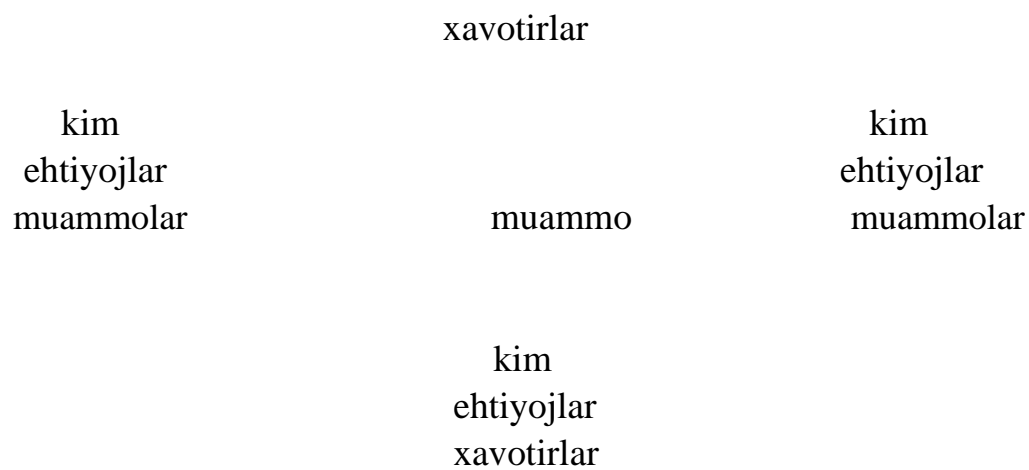 xavotirlar
kim kim
ehtiyojlar ehtiyojlar
muammolar muammo muammolar
kim
ehtiyojlar
xavotirlar